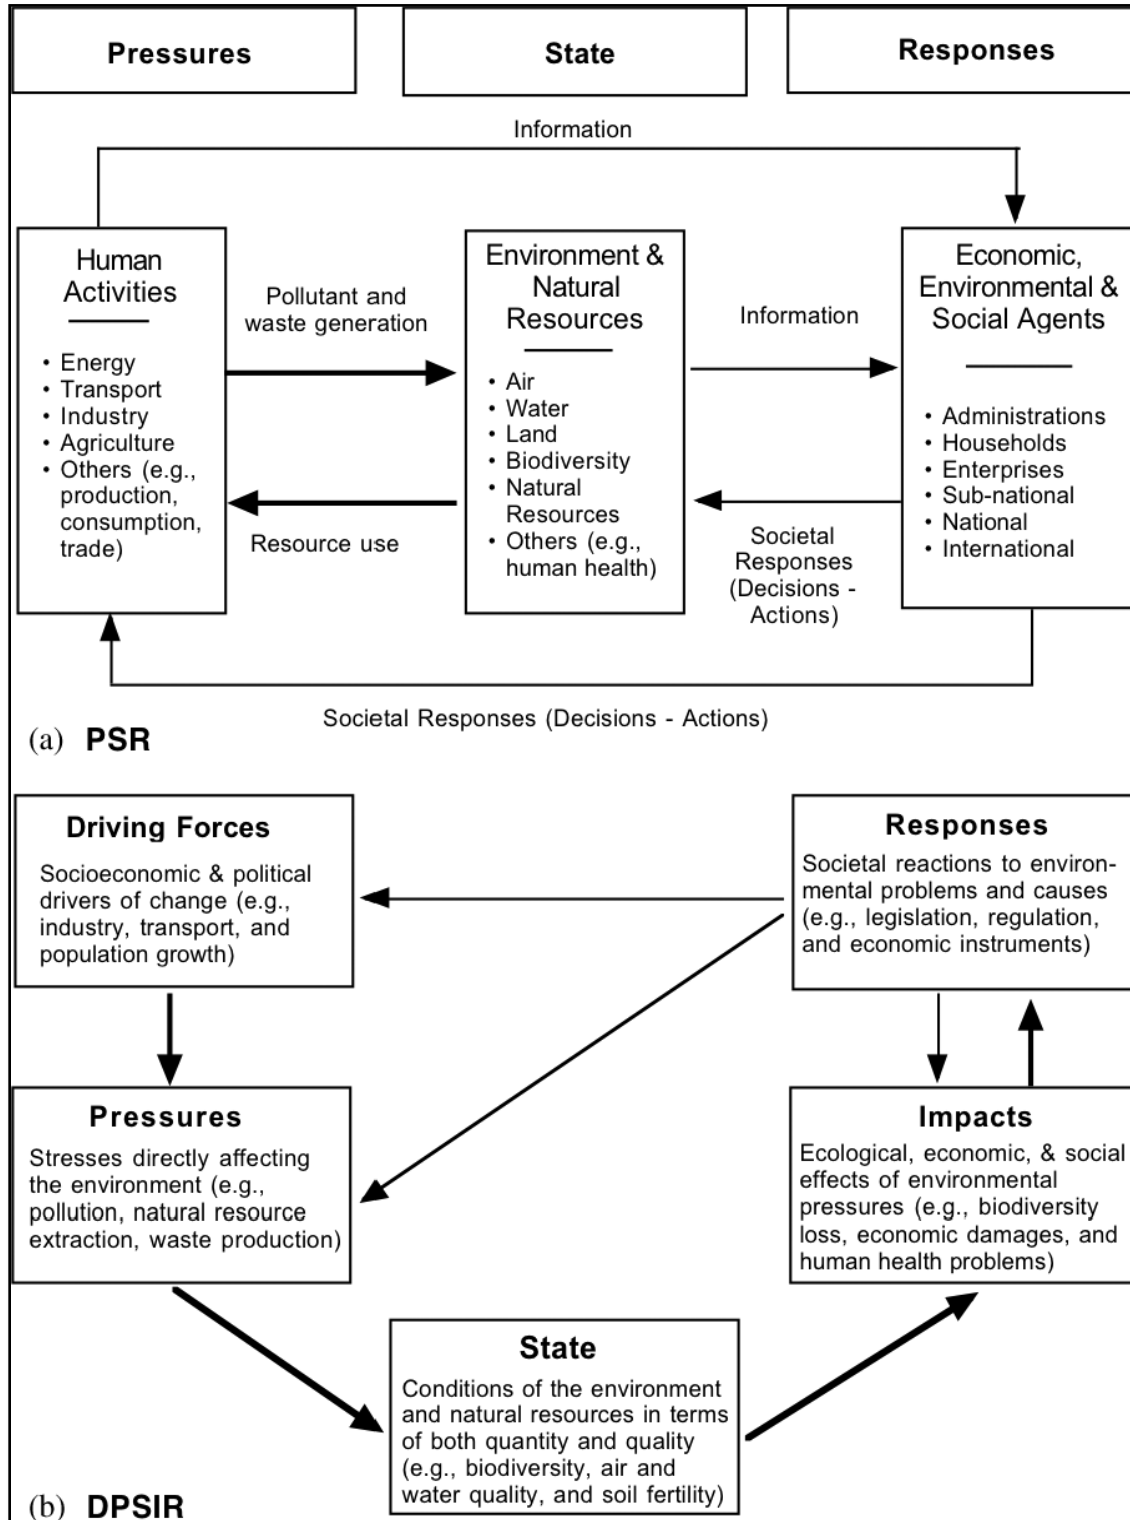 Pressures
State
Responses
Information
Human
Activities
• Energy
• Transport
• Industry
• Agriculture
• Others (e.g.,
production,
consumption,
trade)
Pollutant and
waste generation
Resource use
Environment &
Natural
Resources
• Air
• Water
• Land
• Biodiversity
• Natural
Resources
• Others (e.g.,
human health)
Information
Societal
Responses
(Decisions -
Actions)
Economic,
Environmental &
Social Agents
• Administrations
• Households
• Enterprises
• Sub-national
• National
• International
Societal Responses (Decisions - Actions)
(a) PSR
Driving Forces
Socioeconomic & political
drivers of change (e.g.,
industry, transport, and
population growth)
Responses
Societal reactions to environ-
mental problems and causes
(e.g., legislation, regulation,
and economic instruments)
Pressures
Stresses directly affecting
the environment (e.g.,
pollution, natural resource
extraction, waste production)
Impacts
Ecological, economic, & social
effects of environmental
pressures (e.g., biodiversity
loss, economic damages, and
human health problems)
State
Conditions of the environment
and natural resources in terms
of both quantity and quality
(e.g., biodiversity, air and
water quality, and soil fertility)
(b) DPSIR